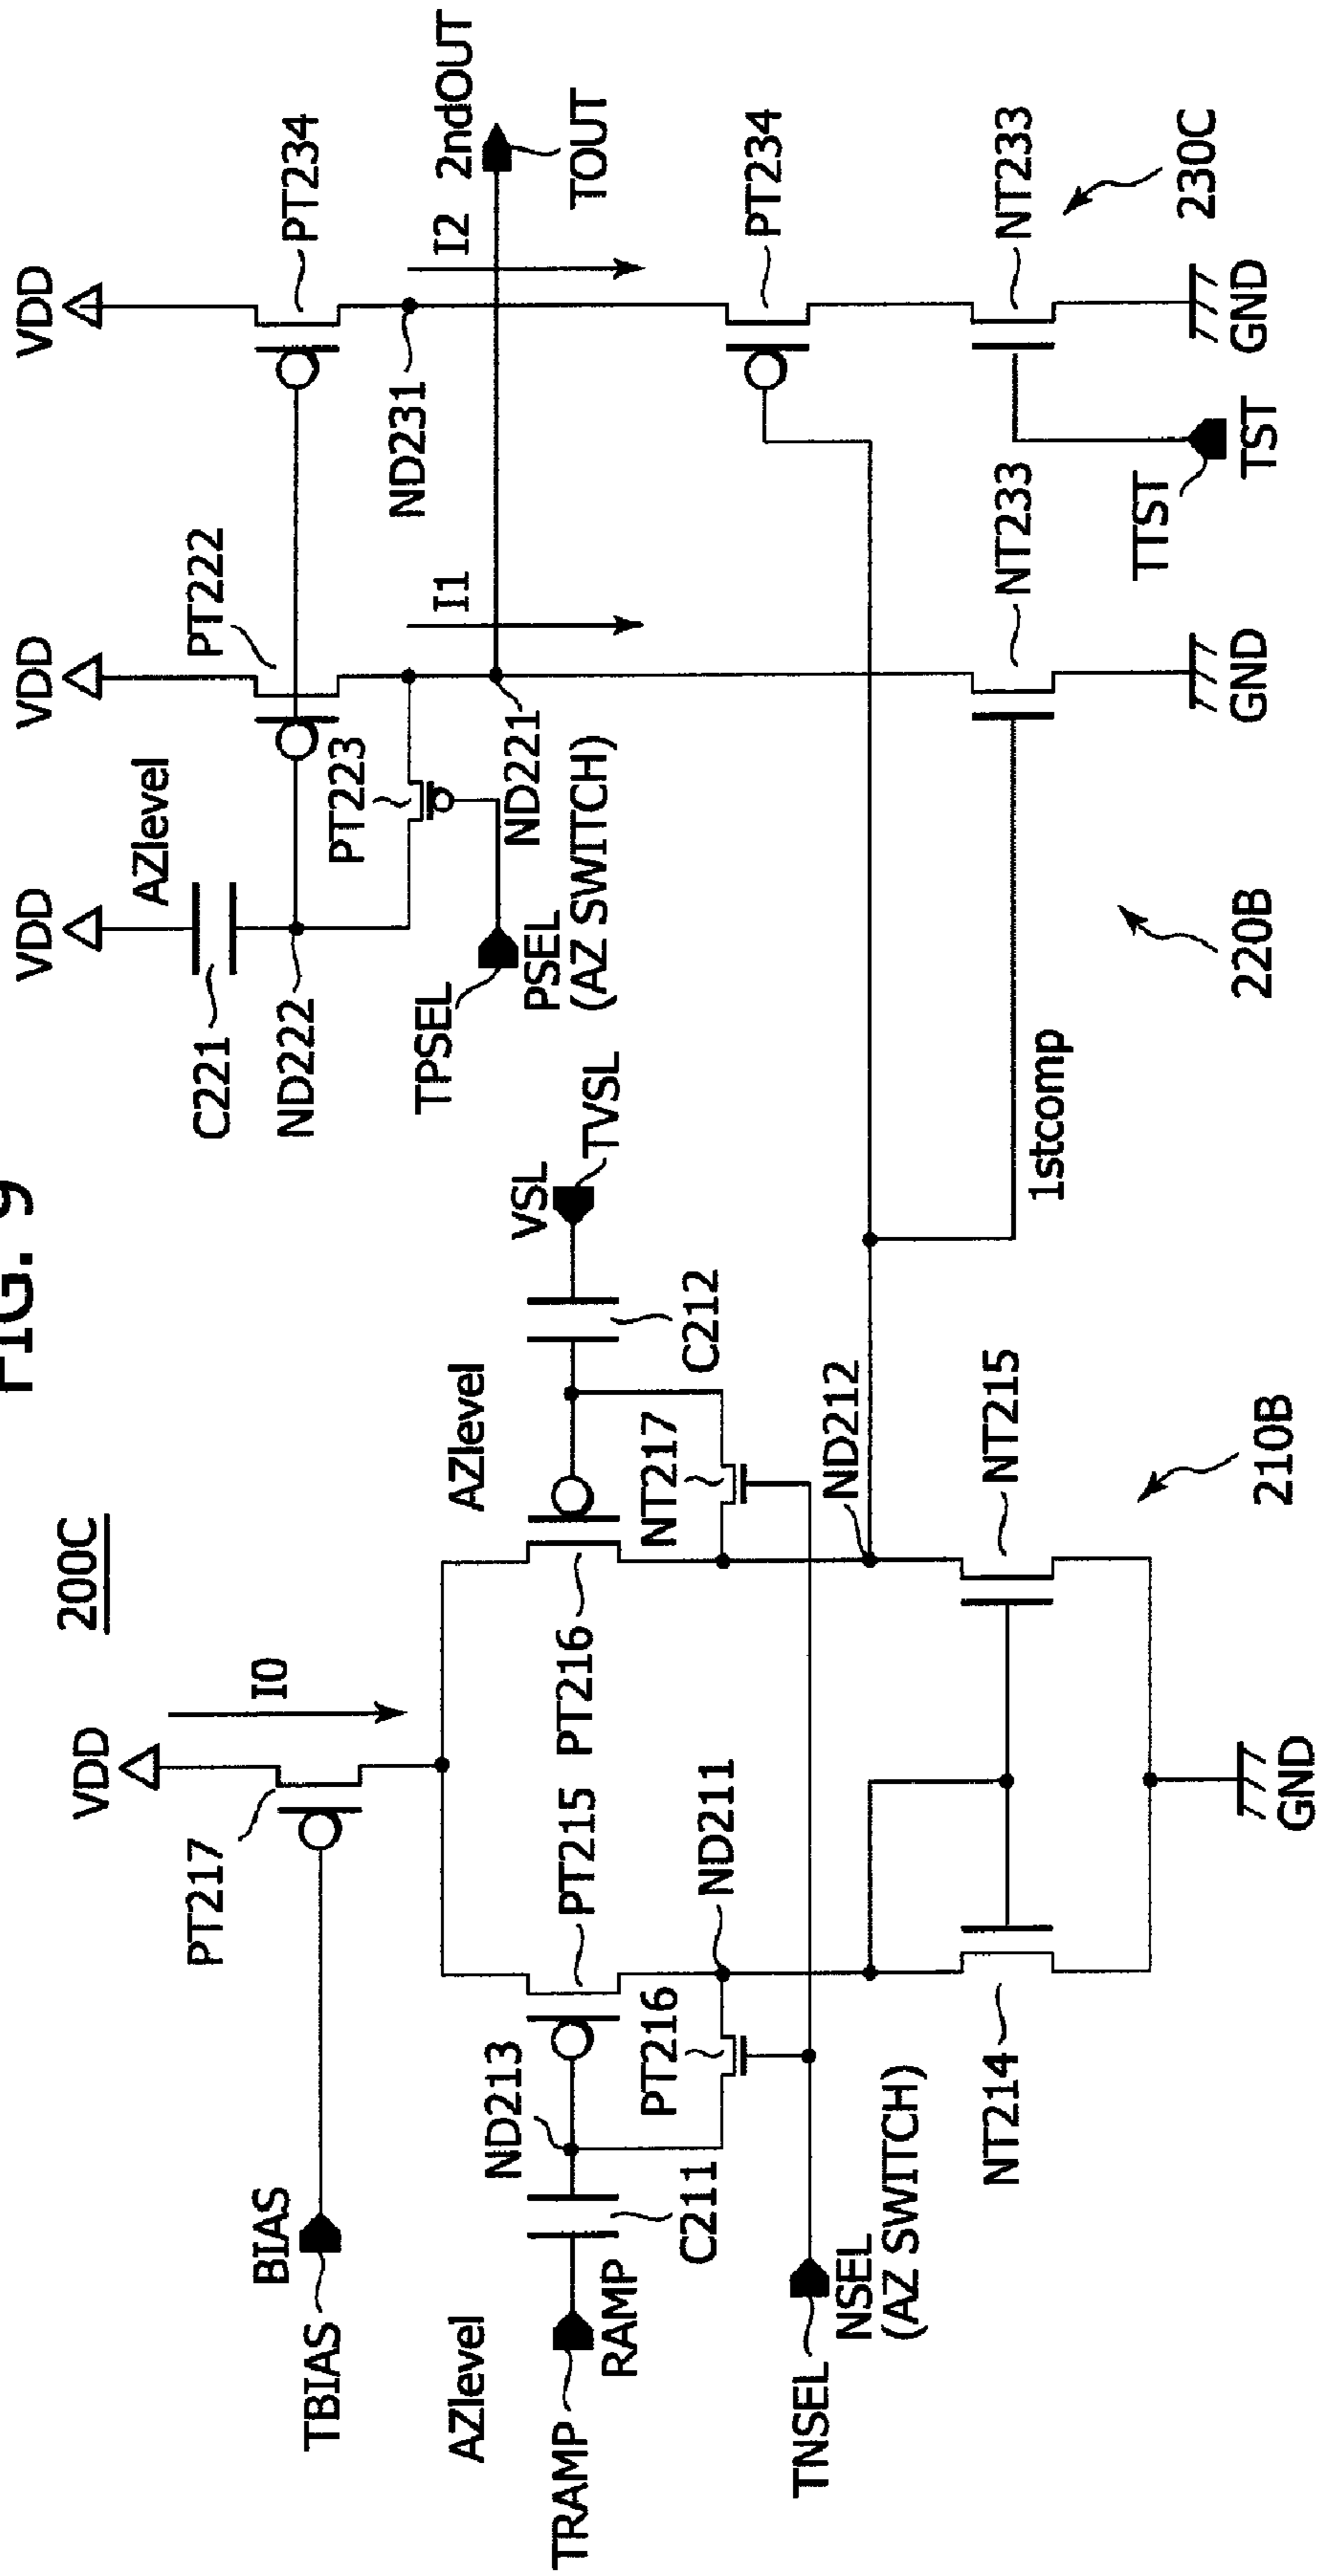 FIG. 9
200C
VDD
I0
PT217
BIAS
TBIAS
AZlevel
TRAMP
RAMP
C211
ND213
PT215
PT216
AZlevel
VSL
TVSL
C212
PT216
ND211
NT217
ND212
TNSEL
NSEL
(AZ SWITCH)
NT214
NT215
GND
210B
1stcomp
VDD
AZlevel
C221
ND222
TPSEL
PSEL
(AZ SWITCH)
PT223
VDD
PT222
I1
ND221
NT233
GND
220B
VDD
PT234
ND231
I2
2ndOUT
TOUT
PT234
NT233
TTST
TST
GND
230C